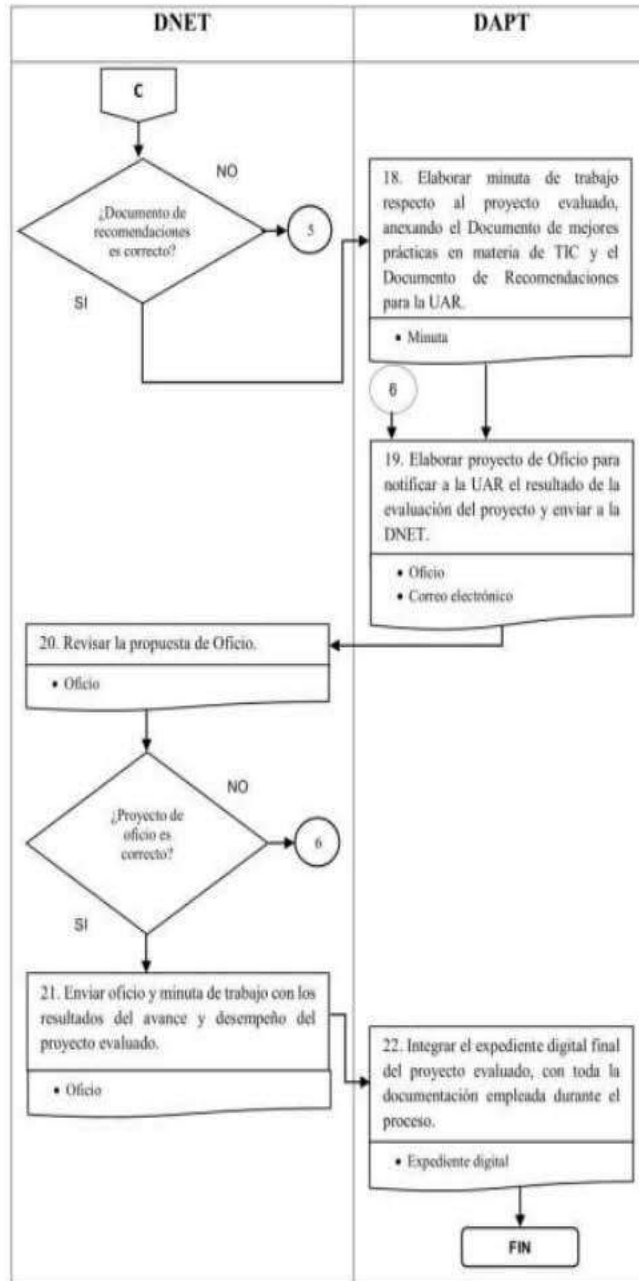 DNET
DAPT
C
NO
¿Documento de
recomendaciones
es correcto?
5
SI
18. Elaborar minuta de trabajo
respecto al proyecto evaluado,
anexando el Documento de mejores
prácticas en materia de TIC y el
Documento de Recomendaciones
para la UAR.
• Minuta
6
19. Elaborar proyecto de Oficio para
notificar a la UAR el resultado de la
evaluación del proyecto y enviar a la
DNET.
• Oficio
• Correo electrónico
20. Revisar la propuesta de Oficio.
• Oficio
NO
¿Proyecto de
oficio es
correcto?
6
SI
21. Enviar oficio y minuta de trabajo con los
resultados del avance y desempeño del
proyecto evaluado.
• Oficio
22. Integrar el expediente digital final
del proyecto evaluado, con toda la
documentación empleada durante el
proceso.
• Expediente digital
FIN